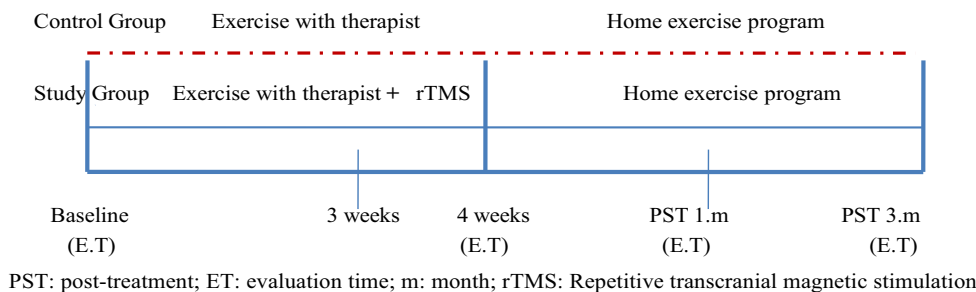 Control Group Exercise with therapist Home exercise program
Study Group Exercise with therapist + rTMS Home exercise program
Baseline 3 weeks 4 weeks PST 1.m PST 3.m
(E.T) (E.T) (E.T) (E.T)
PST: post-treatment; ET: evaluation time; m: month; rTMS: Repetitive transcranial magnetic stimulation